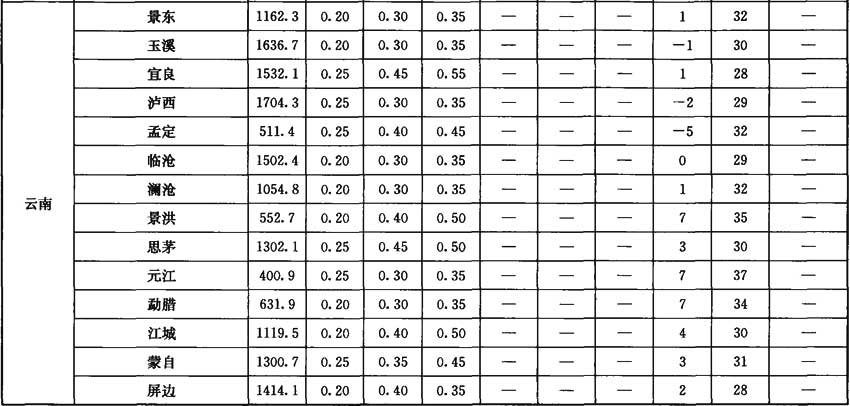 云南
景东 1162.3 0.20 0.30 0.35 — — — 1 32 —
玉溪 1636.7 0.20 0.30 0.35 — — — -1 30 —
宜良 1532.1 0.25 0.45 0.55 — — — 1 28 —
泸西 1704.3 0.25 0.30 0.35 — — — -2 29 —
孟定 511.4 0.25 0.40 0.45 — — — -5 32 —
临沧 1502.4 0.20 0.30 0.35 — — — 0 29 —
澜沧 1054.8 0.20 0.30 0.35 — — — 1 32 —
景洪 552.7 0.20 0.40 0.50 — — — 7 35 —
思茅 1302.1 0.25 0.45 0.50 — — — 3 30 —
元江 400.9 0.25 0.30 0.35 — — — 7 37 —
勐腊 631.9 0.20 0.30 0.35 — — — 7 34 —
江城 1119.5 0.20 0.40 0.50 — — — 4 30 —
蒙自 1300.7 0.25 0.35 0.45 — — — 3 31 —
屏边 1414.1 0.20 0.40 0.35 — — — 2 28 —